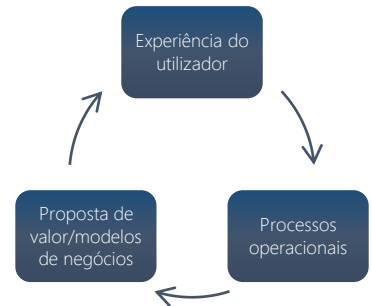 Experiência do
utilizador
Proposta de
valor/modelos
de negócios
Processos
operacionais